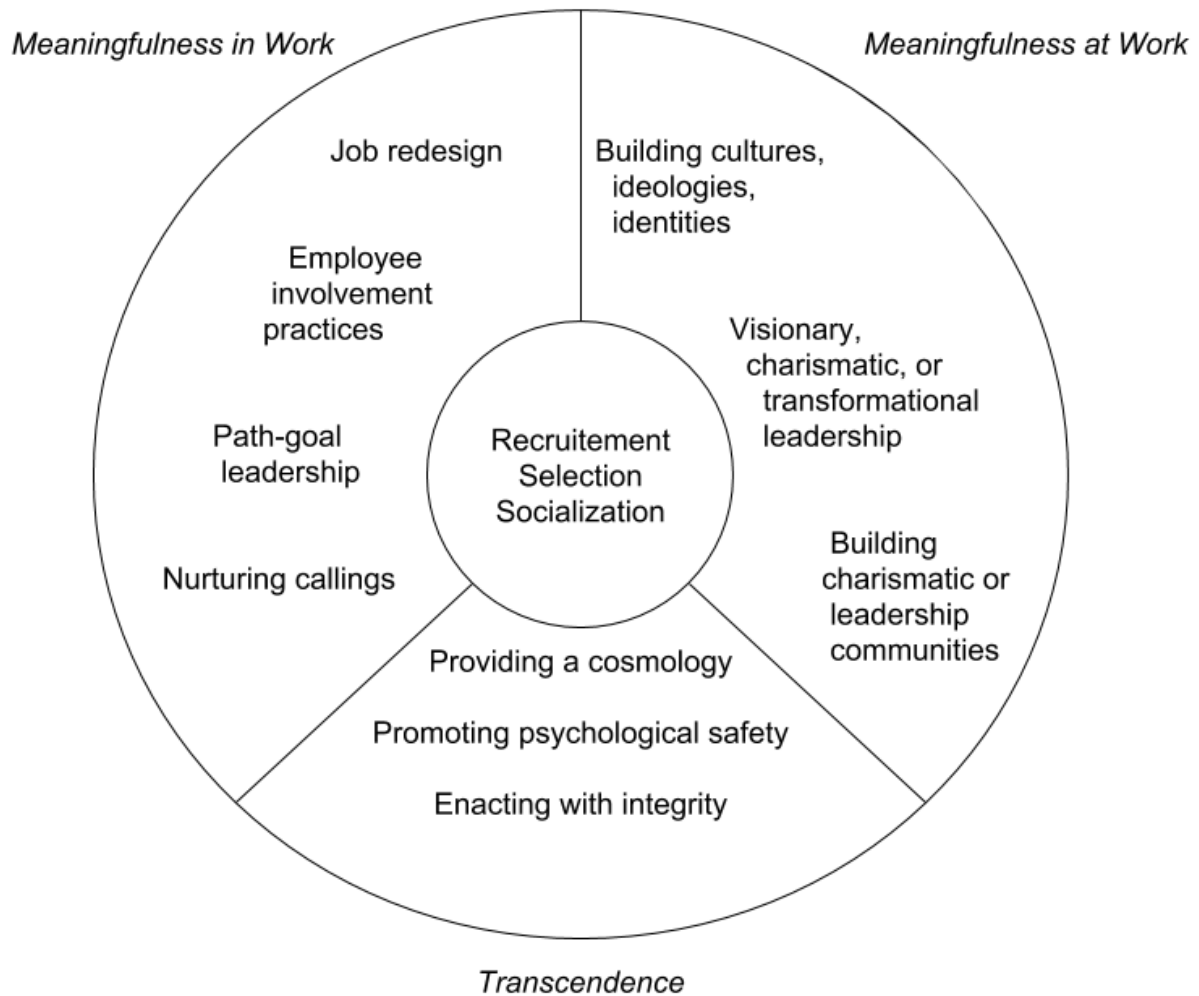 Meaningfulness in Work
Meaningfulness at Work
Job redesign
Employee
involvement
practices
Path-goal
leadership
Nurturing callings
Building cultures,
ideologies,
identities
Visionary,
charismatic, or
transformational
leadership
Building
charismatic or
leadership
communities
Recruitement
Selection
Socialization
Providing a cosmology
Promoting psychological safety
Enacting with integrity
Transcendence